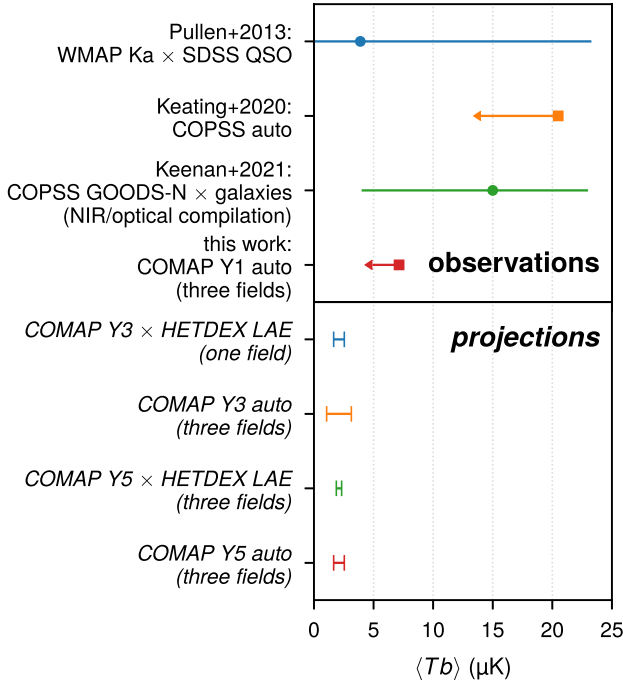 Pullen+2013:
WMAP Ka × SDSS QSO
Keating+2020:
COPSS auto
Keenan+2021:
COPSS GOODS-N × galaxies
(NIR/optical compilation)
this work:
COMAP Y1 auto
(three fields)
observations
COMAP Y3 × HETDEX LAE
(one field)
projections
COMAP Y3 auto
(three fields)
COMAP Y5 × HETDEX LAE
(three fields)
COMAP Y5 auto
(three fields)
0 5 10 15 20 25
⟨Tb⟩ (μK)